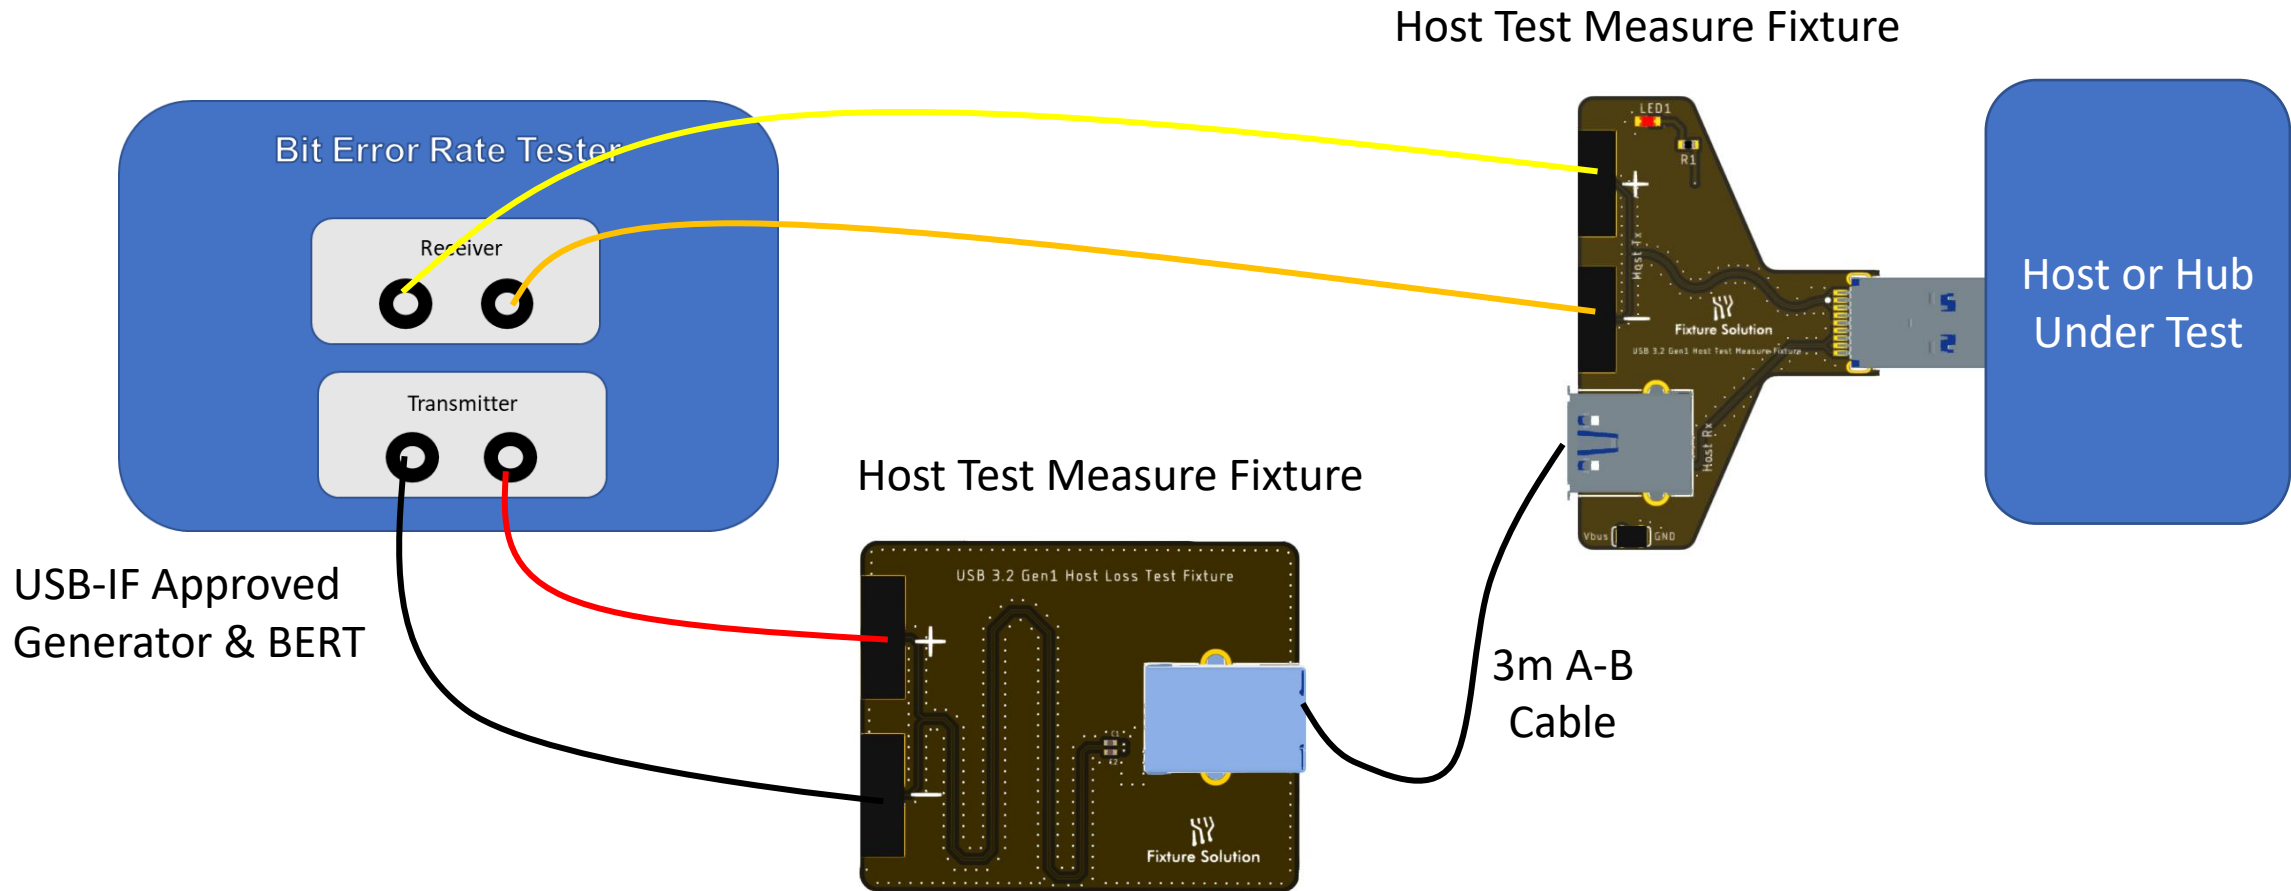 Host Test Measure Fixture
Bit Error Rate Tester
Receiver
Transmitter
LED1
R1
+
Host Tx
−
Fixture Solution
USB 3.2 Gen1 Host Test Measure Fixture
Host Rx
Vbus
GND
Host or Hub
Under Test
Host Test Measure Fixture
USB-IF Approved
Generator & BERT
USB 3.2 Gen1 Host Loss Test Fixture
+
−
C1
C2
Fixture Solution
3m A-B
Cable